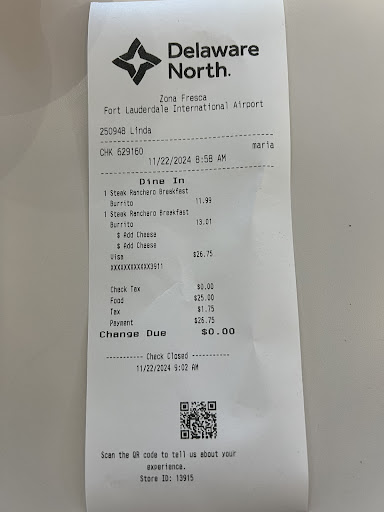 Delaware
North.
Zona Fresca
Fort Lauderdale International Airport
250948 Linda
CHK 629160 maria
11/22/2024 8:58 AM
Dine In
1 Steak Ranchero Breakfast
Burrito 11.99
1 Steak Ranchero Breakfast
Burrito 13.01
$ Add Cheese
$ Add Cheese
Visa $26.75
XXXXXXXXXXXX3911
Check Tax $0.00
Food $25.00
Tax $1.75
Payment $26.75
Change Due $0.00
----------- Check Closed -----------
11/22/2024 9:02 AM
Scan the QR code to tell us about your
experience.
Store ID: 13915